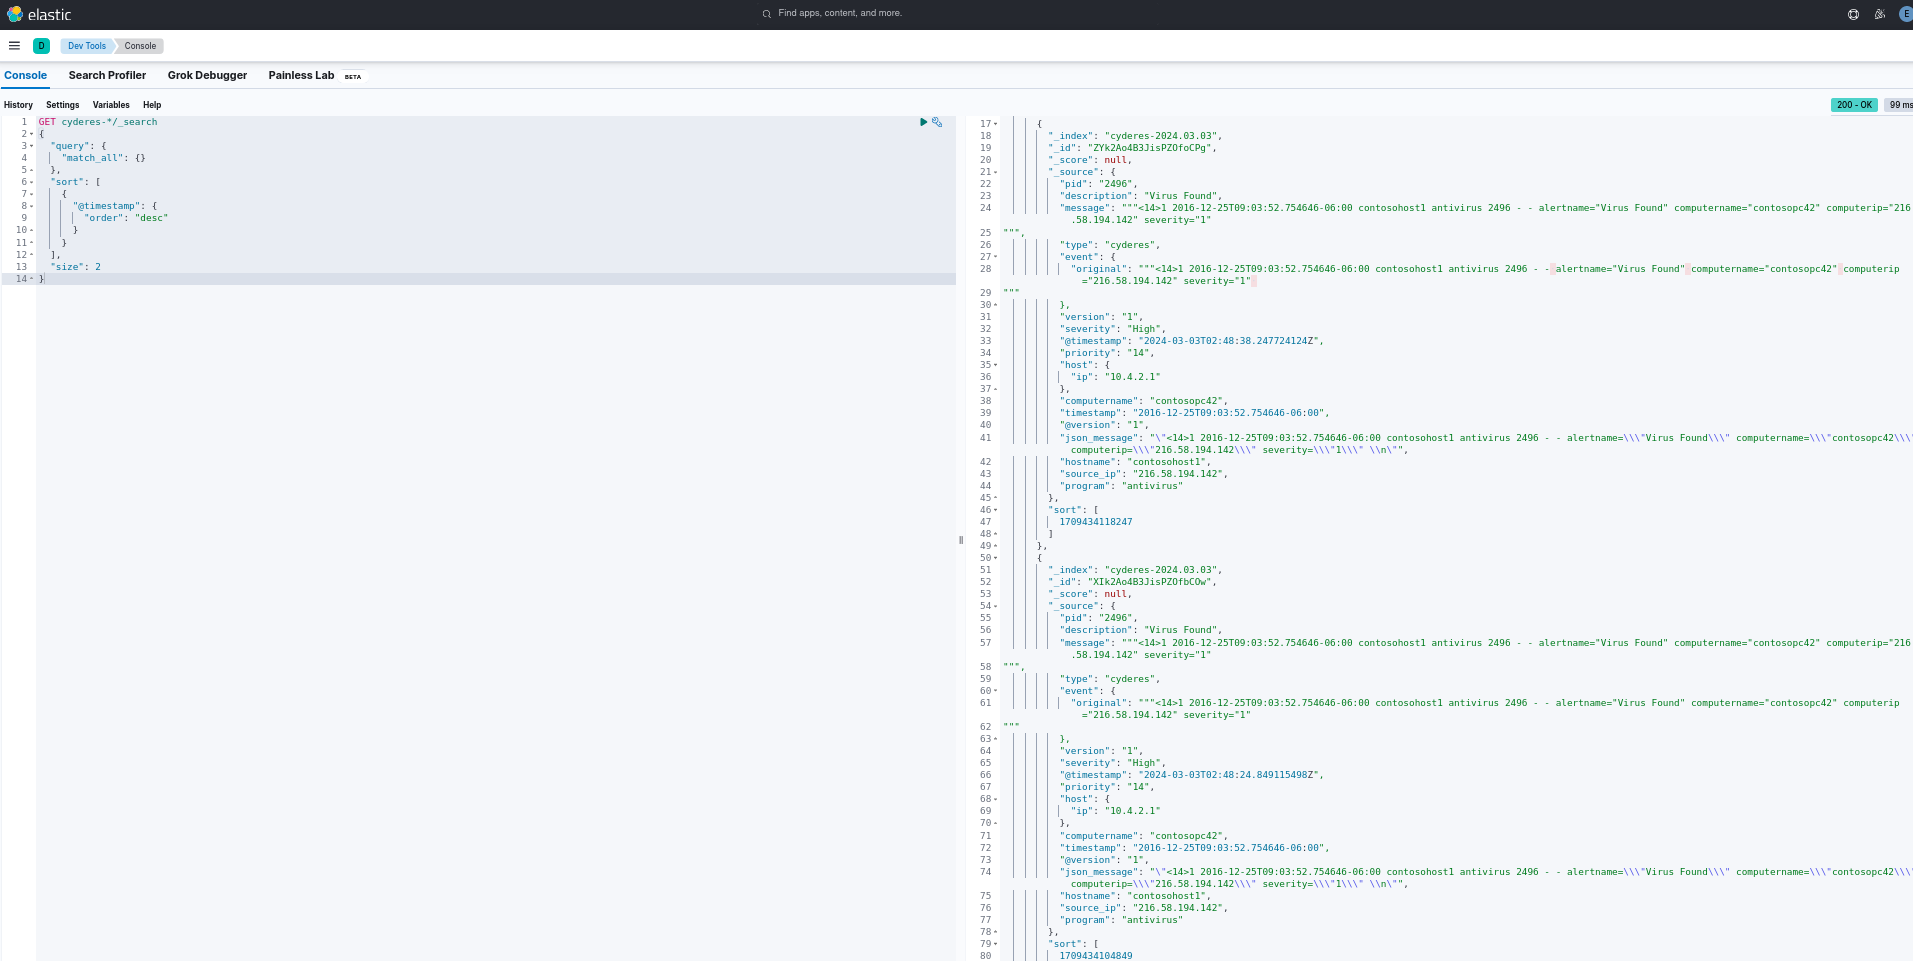 elastic
Find apps, content, and more.
E
D
Dev Tools
Console
Console
Search Profiler
Grok Debugger
Painless Lab
BETA
History
Settings
Variables
Help
200 - OK
99 ms
1 GET cyderes-*/_search
2 {
3 "query": {
4 "match_all": {}
5 },
6 "sort": [
7 {
8 "@timestamp": {
9 "order": "desc"
10 }
11 }
12 ],
13 "size": 2
14 }
17 {
18 "_index": "cyderes-2024.03.03",
19 "_id": "ZYk2Ao4B3JisPZOfoCPg",
20 "_score": null,
21 "_source": {
22 "pid": "2496",
23 "description": "Virus Found",
24 "message": """<14>1 2016-12-25T09:03:52.754646-06:00 contosohost1 antivirus 2496 - - alertname="Virus Found" computername="contosopc42" computerip="216
.58.194.142" severity="1"
25 """,
26 "type": "cyderes",
27 "event": {
28 "original": """<14>1 2016-12-25T09:03:52.754646-06:00 contosohost1 antivirus 2496 - - alertname="Virus Found" computername="contosopc42" computerip
="216.58.194.142" severity="1"
29 """
30 },
31 "version": "1",
32 "severity": "High",
33 "@timestamp": "2024-03-03T02:48:38.247724124Z",
34 "priority": "14",
35 "host": {
36 "ip": "10.4.2.1"
37 },
38 "computername": "contosopc42",
39 "timestamp": "2016-12-25T09:03:52.754646-06:00",
40 "@version": "1",
41 "json_message": "\"<14>1 2016-12-25T09:03:52.754646-06:00 contosohost1 antivirus 2496 - - alertname=\\\"Virus Found\\\" computername=\\\"contosopc42\\\"
computerip=\\\"216.58.194.142\\\" severity=\\\"1\\\" \\n\"",
42 "hostname": "contosohost1",
43 "source_ip": "216.58.194.142",
44 "program": "antivirus"
45 },
46 "sort": [
47 1709434118247
48 ]
49 },
50 {
51 "_index": "cyderes-2024.03.03",
52 "_id": "XIk2Ao4B3JisPZOfbCOw",
53 "_score": null,
54 "_source": {
55 "pid": "2496",
56 "description": "Virus Found",
57 "message": """<14>1 2016-12-25T09:03:52.754646-06:00 contosohost1 antivirus 2496 - - alertname="Virus Found" computername="contosopc42" computerip="216
.58.194.142" severity="1"
58 """,
59 "type": "cyderes",
60 "event": {
61 "original": """<14>1 2016-12-25T09:03:52.754646-06:00 contosohost1 antivirus 2496 - - alertname="Virus Found" computername="contosopc42" computerip
="216.58.194.142" severity="1"
62 """
63 },
64 "version": "1",
65 "severity": "High",
66 "@timestamp": "2024-03-03T02:48:24.849115498Z",
67 "priority": "14",
68 "host": {
69 "ip": "10.4.2.1"
70 },
71 "computername": "contosopc42",
72 "timestamp": "2016-12-25T09:03:52.754646-06:00",
73 "@version": "1",
74 "json_message": "\"<14>1 2016-12-25T09:03:52.754646-06:00 contosohost1 antivirus 2496 - - alertname=\\\"Virus Found\\\" computername=\\\"contosopc42\\\"
computerip=\\\"216.58.194.142\\\" severity=\\\"1\\\" \\n\"",
75 "hostname": "contosohost1",
76 "source_ip": "216.58.194.142",
77 "program": "antivirus"
78 },
79 "sort": [
80 1709434104849